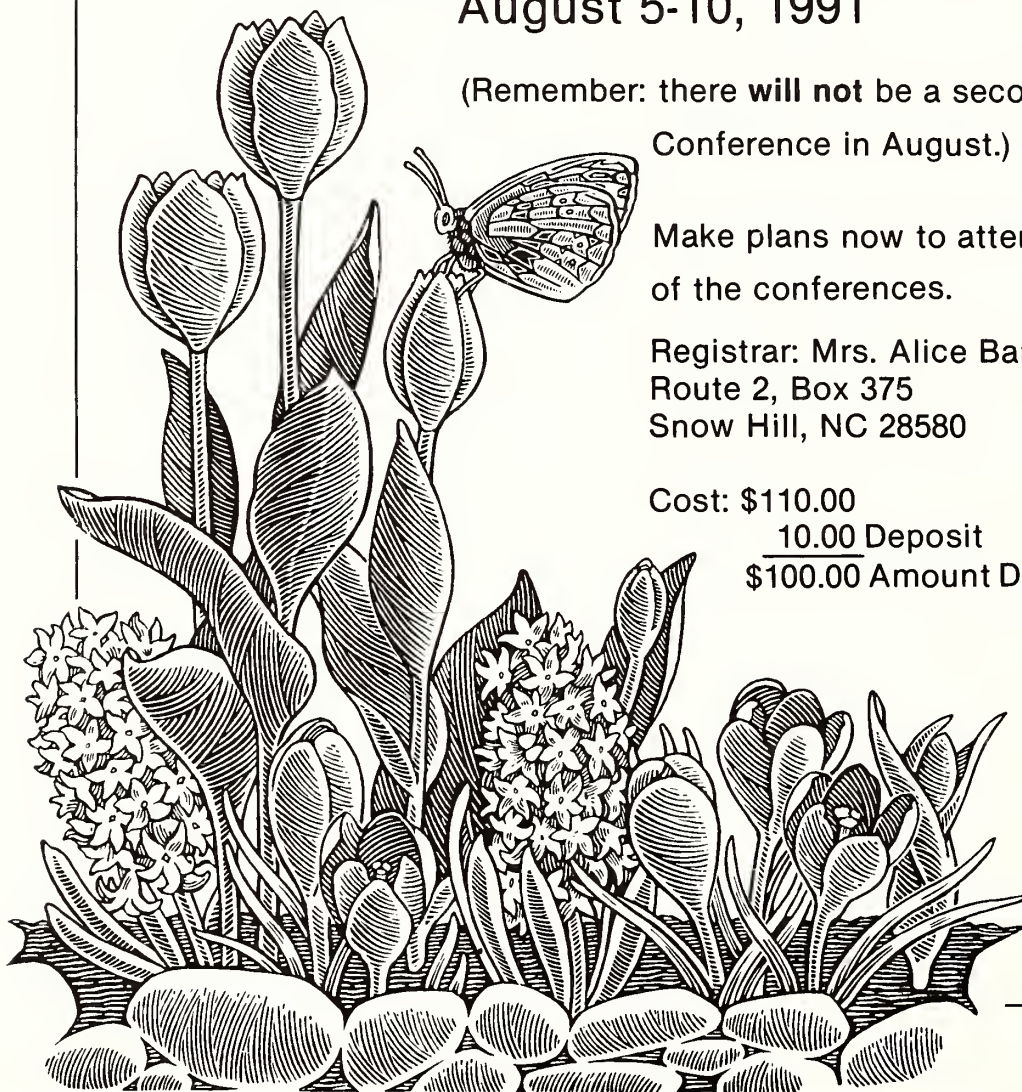 August 5-10, 1991
(Remember: there will not be a seco
Conference in August.)
Make plans now to atte
of the conferences.
Registrar: Mrs. Alice Ba
Route 2, Box 375
Snow Hill, NC 28580
Cost: $110.00
10.00 Deposit
$100.00 Amount D